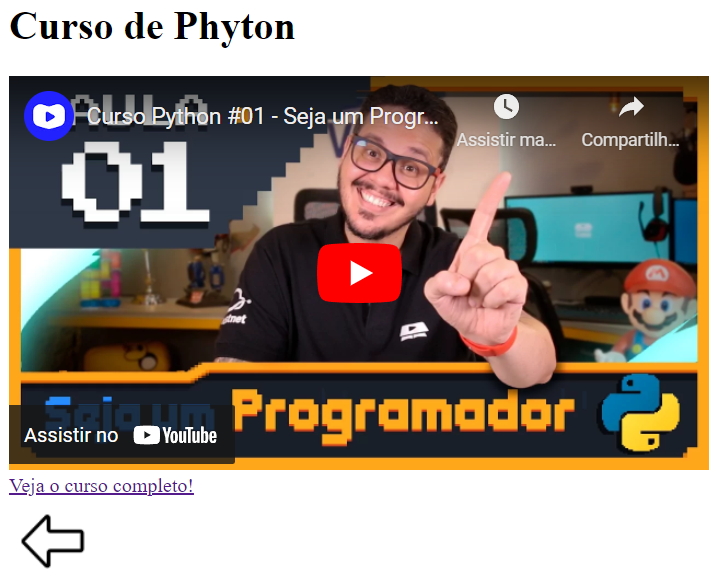 Curso de Phyton
AULA
Curso Python #01 - Seja um Progr...
Assistir ma...
Compartilh...
01
Seja um Programador
Assistir no YouTube
Veja o curso completo!